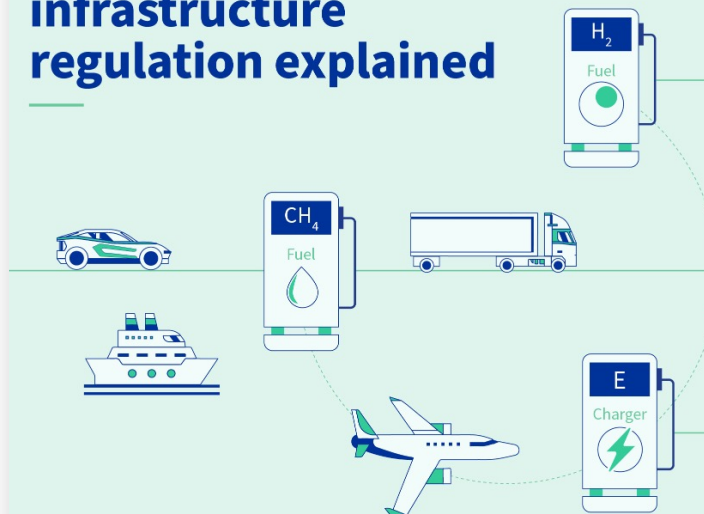 infrastructure
regulation explained
H₂
Fuel
CH₄
Fuel
E
Charger